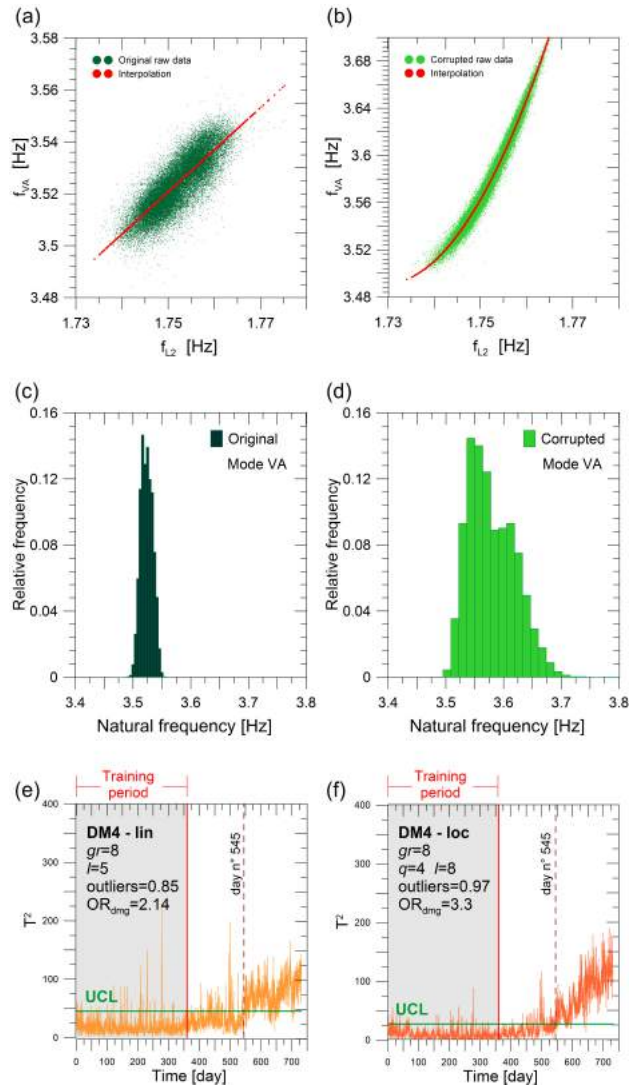 (a)
3.58
3.56
3.54
3.52
3.5
3.48
f_VA [Hz]
Original raw data
Interpolation
1.73
1.75
1.77
f_L2 [Hz]
(b)
3.68
3.64
3.6
3.56
3.52
3.48
f_VA [Hz]
Corrupted raw data
Interpolation
1.73
1.75
1.77
f_L2 [Hz]
(c)
0.16
0.12
0.08
0.04
0
Relative frequency
Original
Mode VA
3.4
3.5
3.6
3.7
3.8
Natural frequency [Hz]
(d)
0.16
0.12
0.08
0.04
0
Relative frequency
Corrupted
Mode VA
3.4
3.5
3.6
3.7
3.8
Natural frequency [Hz]
(e)
Training
period
400
300
200
100
0
T²
DM4 - lin
gr=8
l=5
outliers=0.85
OR_dmg=2.14
UCL
day n° 545
0 100 200 300 400 500 600 700
Time [day]
(f)
Training
period
400
300
200
100
0
T²
DM4 - loc
gr=8
q=4 l=8
outliers=0.97
OR_dmg=3.3
UCL
day n° 545
0 100 200 300 400 500 600 700
Time [day]